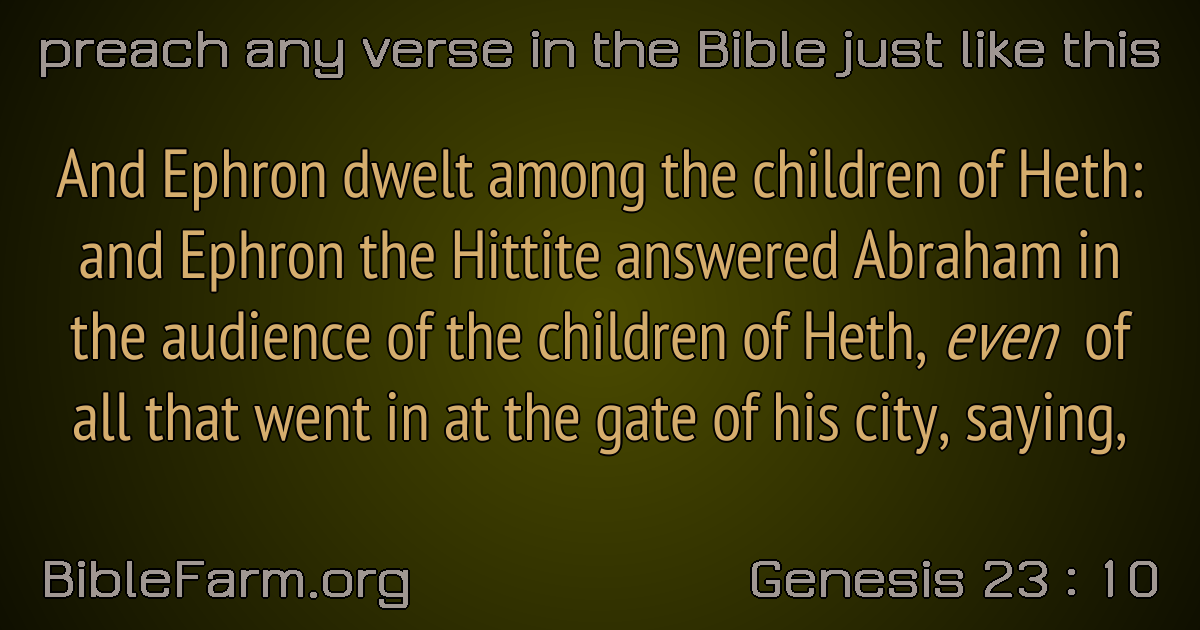 preach any verse in the Bible just like this
And Ephron dwelt among the children of Heth:
and Ephron the Hittite answered Abraham in
the audience of the children of Heth, even of
all that went in at the gate of his city, saying,
BibleFarm.org
Genesis 23 : 10